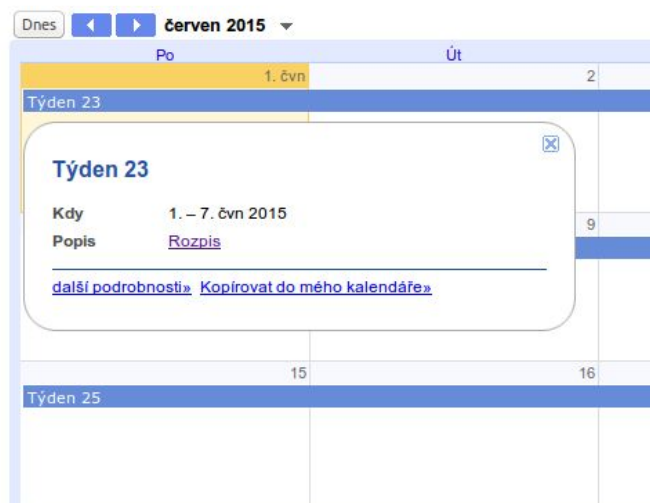 Dnes červen 2015
Po Út
1. čvn 2
Týden 23
Týden 23
Kdy 1. – 7. čvn 2015
Popis Rozpis
další podrobnosti» Kopírovat do mého kalendáře»
9
15 16
Týden 25